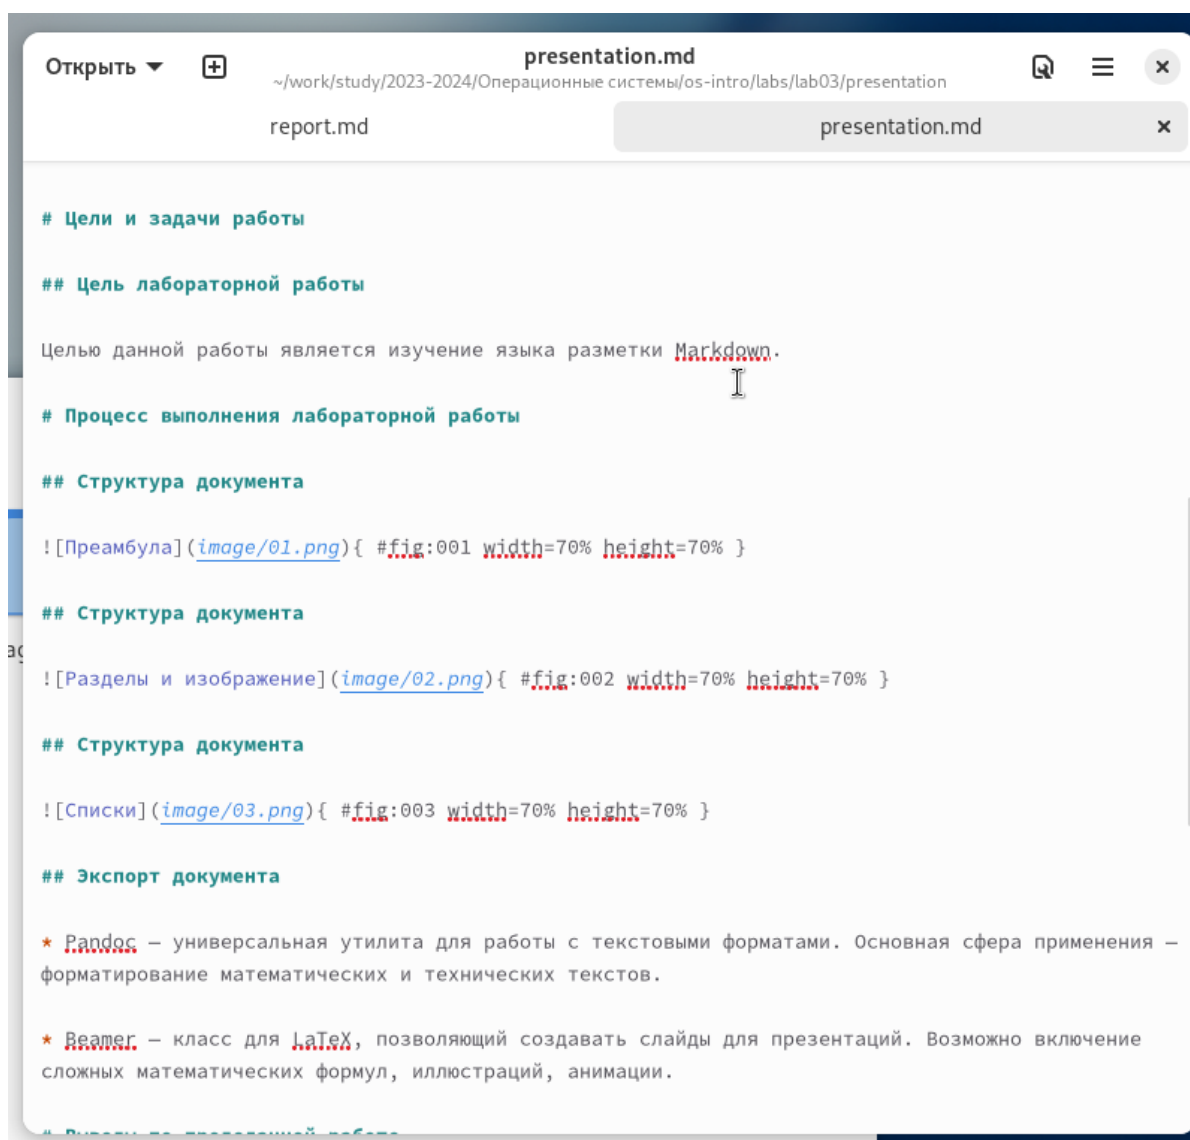 Открыть
presentation.md
~/work/study/2023-2024/Операционные системы/os-intro/labs/lab03/presentation
report.md
presentation.md
# Цели и задачи работы
## Цель лабораторной работы
Целью данной работы является изучение языка разметки Markdown.
# Процесс выполнения лабораторной работы
## Структура документа
![Преамбула](image/01.png){ #fig:001 width=70% height=70% }
## Структура документа
![Разделы и изображение](image/02.png){ #fig:002 width=70% height=70% }
## Структура документа
![Списки](image/03.png){ #fig:003 width=70% height=70% }
## Экспорт документа
* Pandoc — универсальная утилита для работы с текстовыми форматами. Основная сфера применения —
форматирование математических и технических текстов.
* Beamer — класс для LaTeX, позволяющий создавать слайды для презентаций. Возможно включение
сложных математических формул, иллюстраций, анимации.